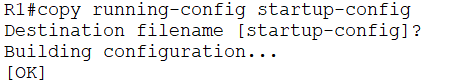 R1#copy running-config startup-config
Destination filename [startup-config]?
Building configuration...
[OK]